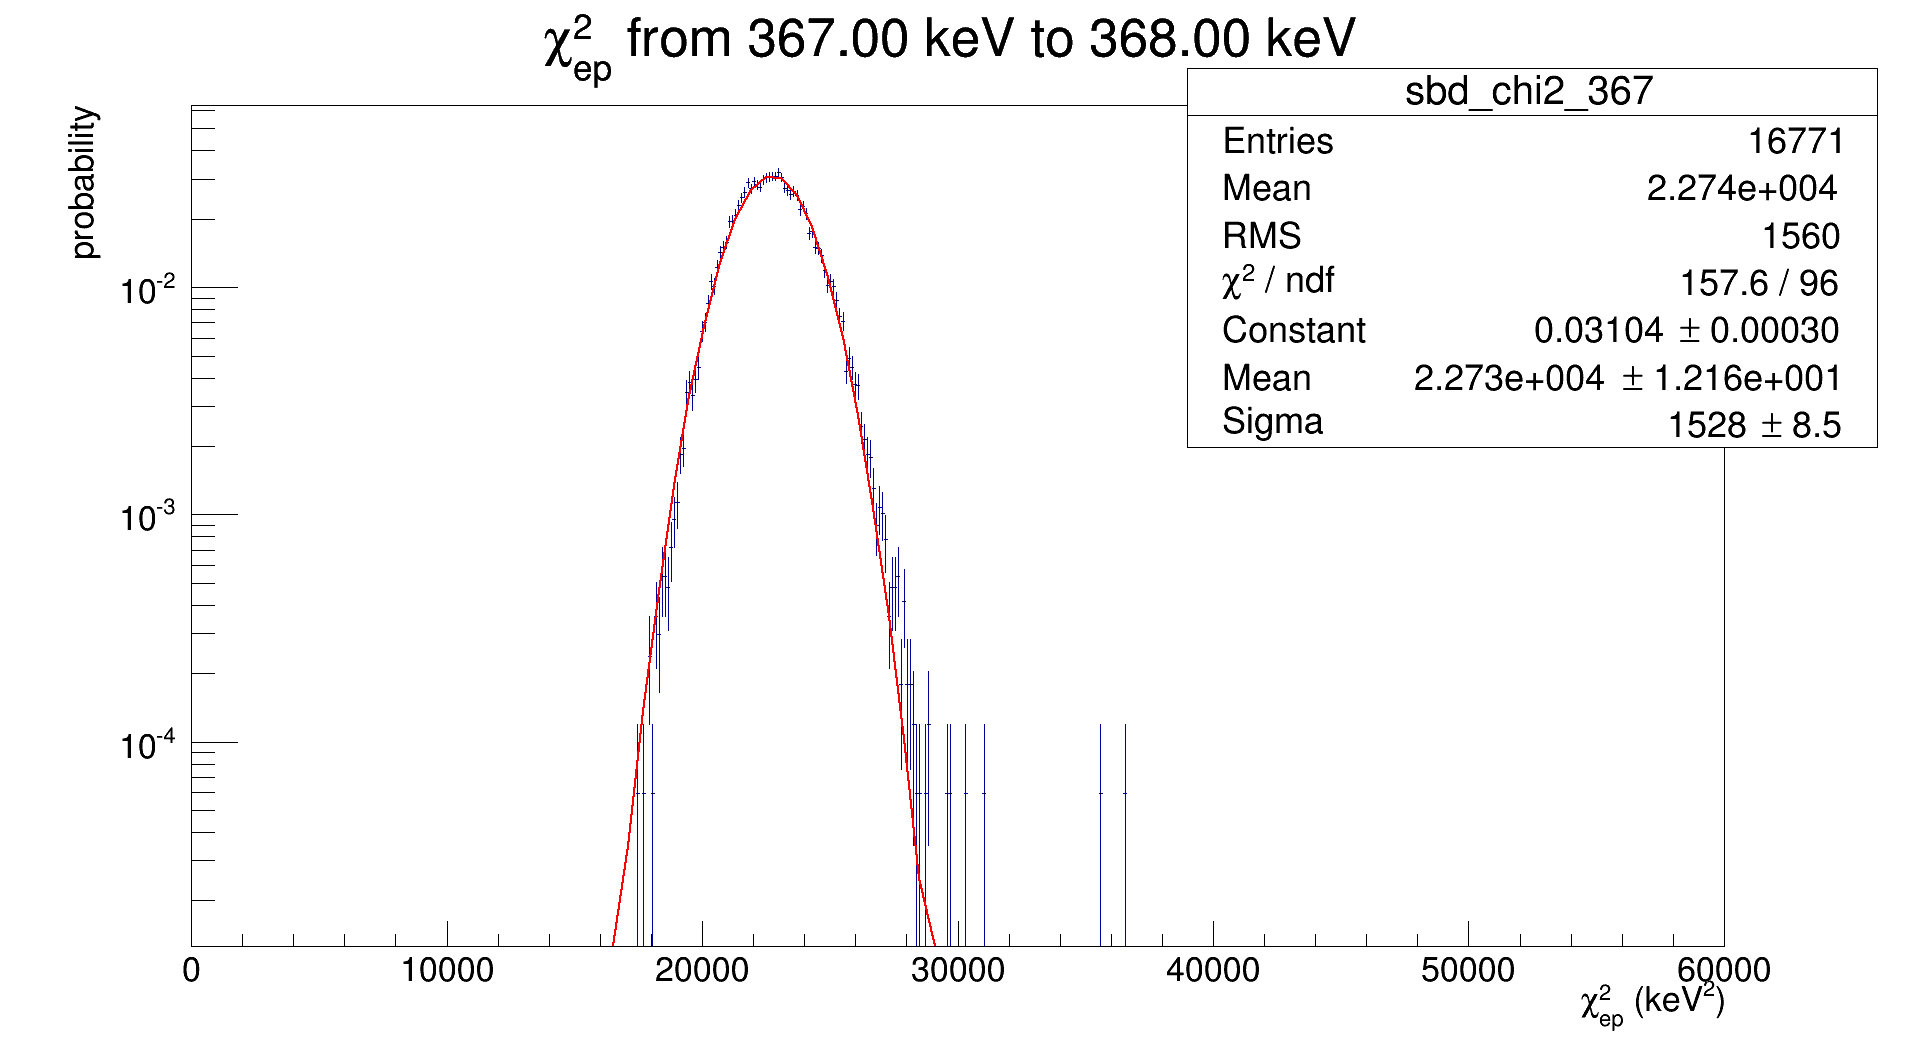 χ²ep from 367.00 keV to 368.00 keV
sbd_chi2_367
Entries 16771
Mean 2.274e+004
RMS 1560
χ² / ndf 157.6 / 96
Constant 0.03104 ± 0.00030
Mean 2.273e+004 ± 1.216e+001
Sigma 1528 ± 8.5
probability
10⁻²
10⁻³
10⁻⁴
0 10000 20000 30000 40000 50000 60000
χ²ep (keV²)